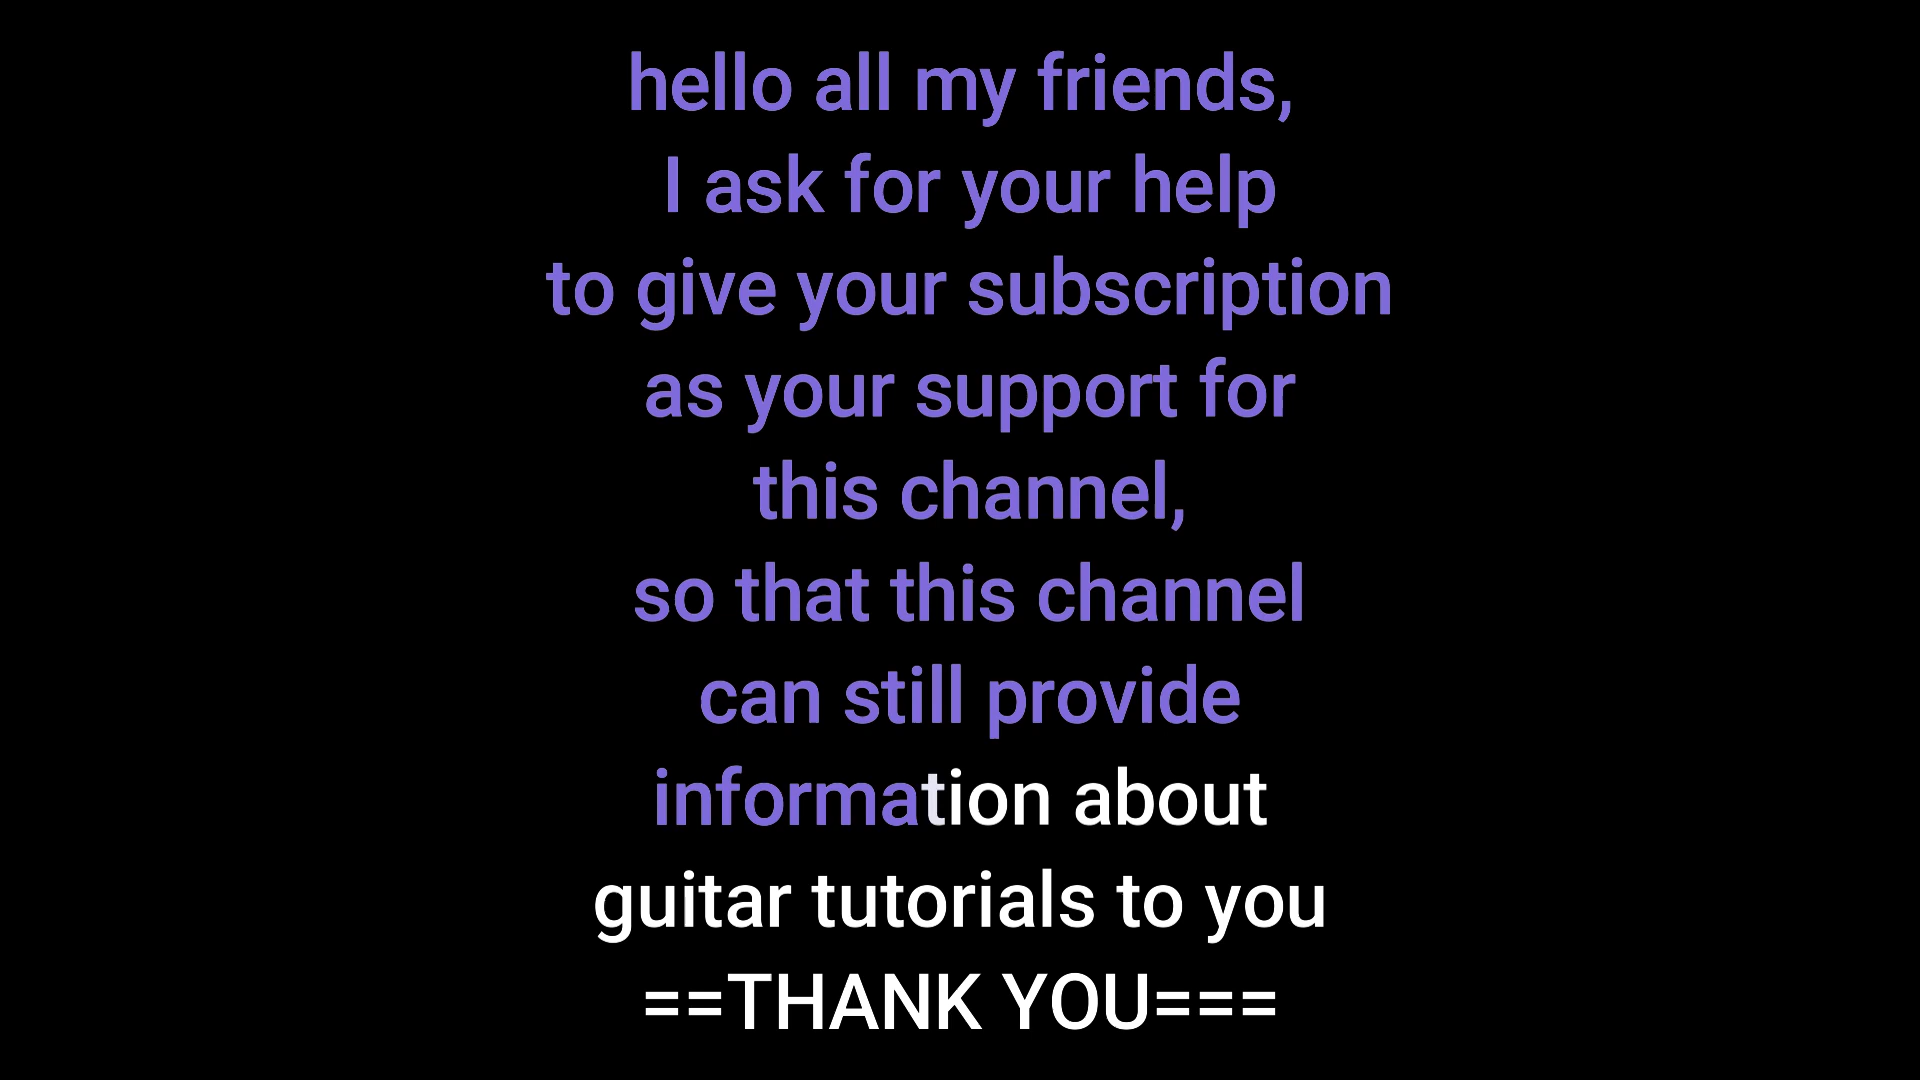 hello all my friends,
I ask for your help
to give your subscription
as your support for
this channel,
so that this channel
can still provide
information about
guitar tutorials to you
==THANK YOU===